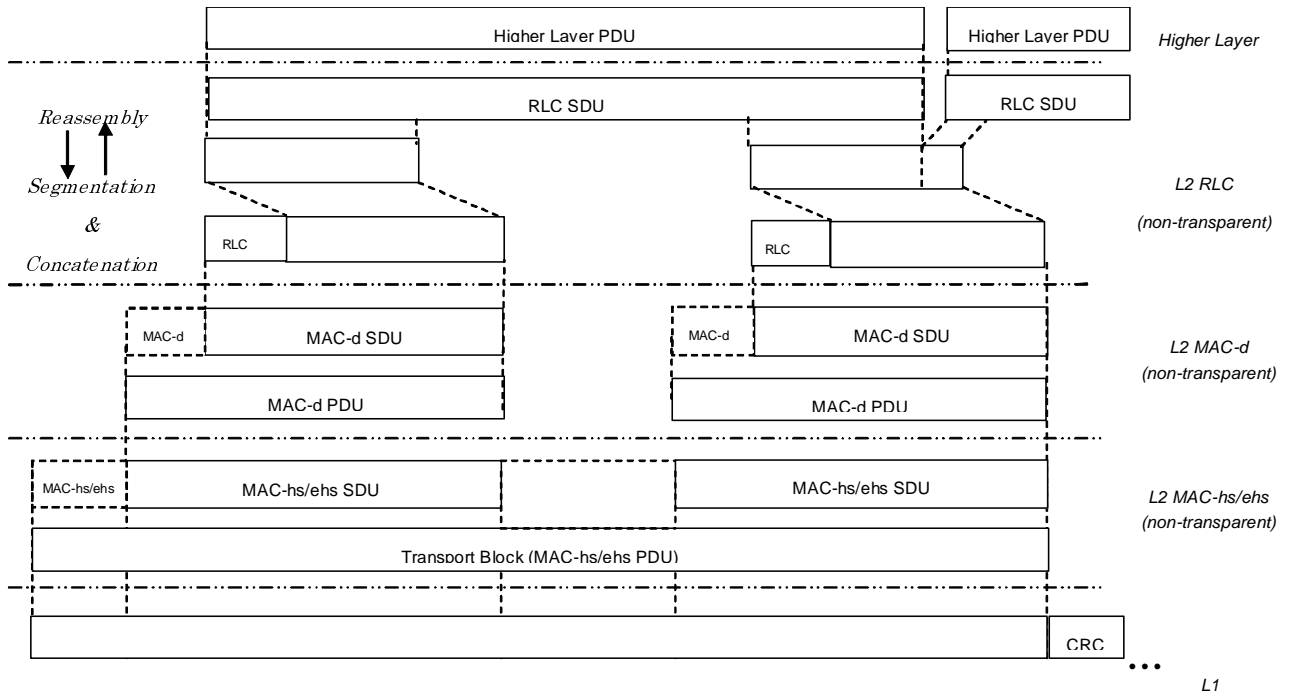 Higher Layer PDU
Higher Layer PDU
Higher Layer
RLC SDU
RLC SDU
Reassembly
Segmentation
&
Concatenation
L2 RLC
(non-transparent)
RLC
RLC
MAC-d
MAC-d SDU
MAC-d
MAC-d SDU
L2 MAC-d
(non-transparent)
MAC-d PDU
MAC-d PDU
MAC-hs/ehs
MAC-hs/ehs SDU
MAC-hs/ehs SDU
L2 MAC-hs/ehs
(non-transparent)
Transport Block (MAC-hs/ehs PDU)
CRC
•••
L1